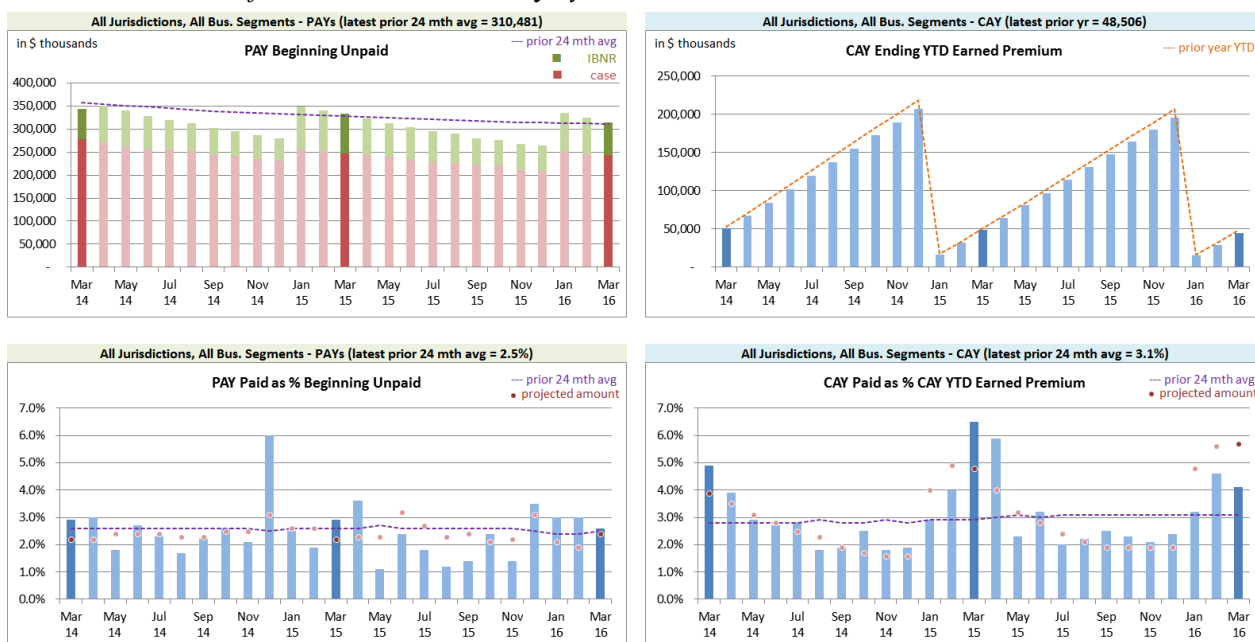 All Jurisdictions, All Bus. Segments - PAYs (latest prior 24 mth avg = 310,481)
in $ thousands
PAY Beginning Unpaid
--- prior 24 mth avg
IBNR
case
400,000
350,000
300,000
250,000
200,000
150,000
100,000
50,000
-
Mar May Jul Sep Nov Jan Mar May Jul Sep Nov Jan Mar
14 14 14 14 14 15 15 15 15 15 15 16 16
All Jurisdictions, All Bus. Segments - CAY (latest prior yr = 48,506)
in $ thousands
CAY Ending YTD Earned Premium
--- prior year YTD
250,000
200,000
150,000
100,000
50,000
-
Mar May Jul Sep Nov Jan Mar May Jul Sep Nov Jan Mar
14 14 14 14 14 15 15 15 15 15 15 16 16
All Jurisdictions, All Bus. Segments - PAYs (latest prior 24 mth avg = 2.5%)
PAY Paid as % Beginning Unpaid
--- prior 24 mth avg
• projected amount
7.0%
6.0%
5.0%
4.0%
3.0%
2.0%
1.0%
0.0%
Mar May Jul Sep Nov Jan Mar May Jul Sep Nov Jan Mar
14 14 14 14 14 15 15 15 15 15 15 16 16
All Jurisdictions, All Bus. Segments - CAY (latest prior 24 mth avg = 3.1%)
CAY Paid as % CAY YTD Earned Premium
--- prior 24 mth avg
• projected amount
7.0%
6.0%
5.0%
4.0%
3.0%
2.0%
1.0%
0.0%
Mar May Jul Sep Nov Jan Mar May Jul Sep Nov Jan Mar
14 14 14 14 14 15 15 15 15 15 15 16 16